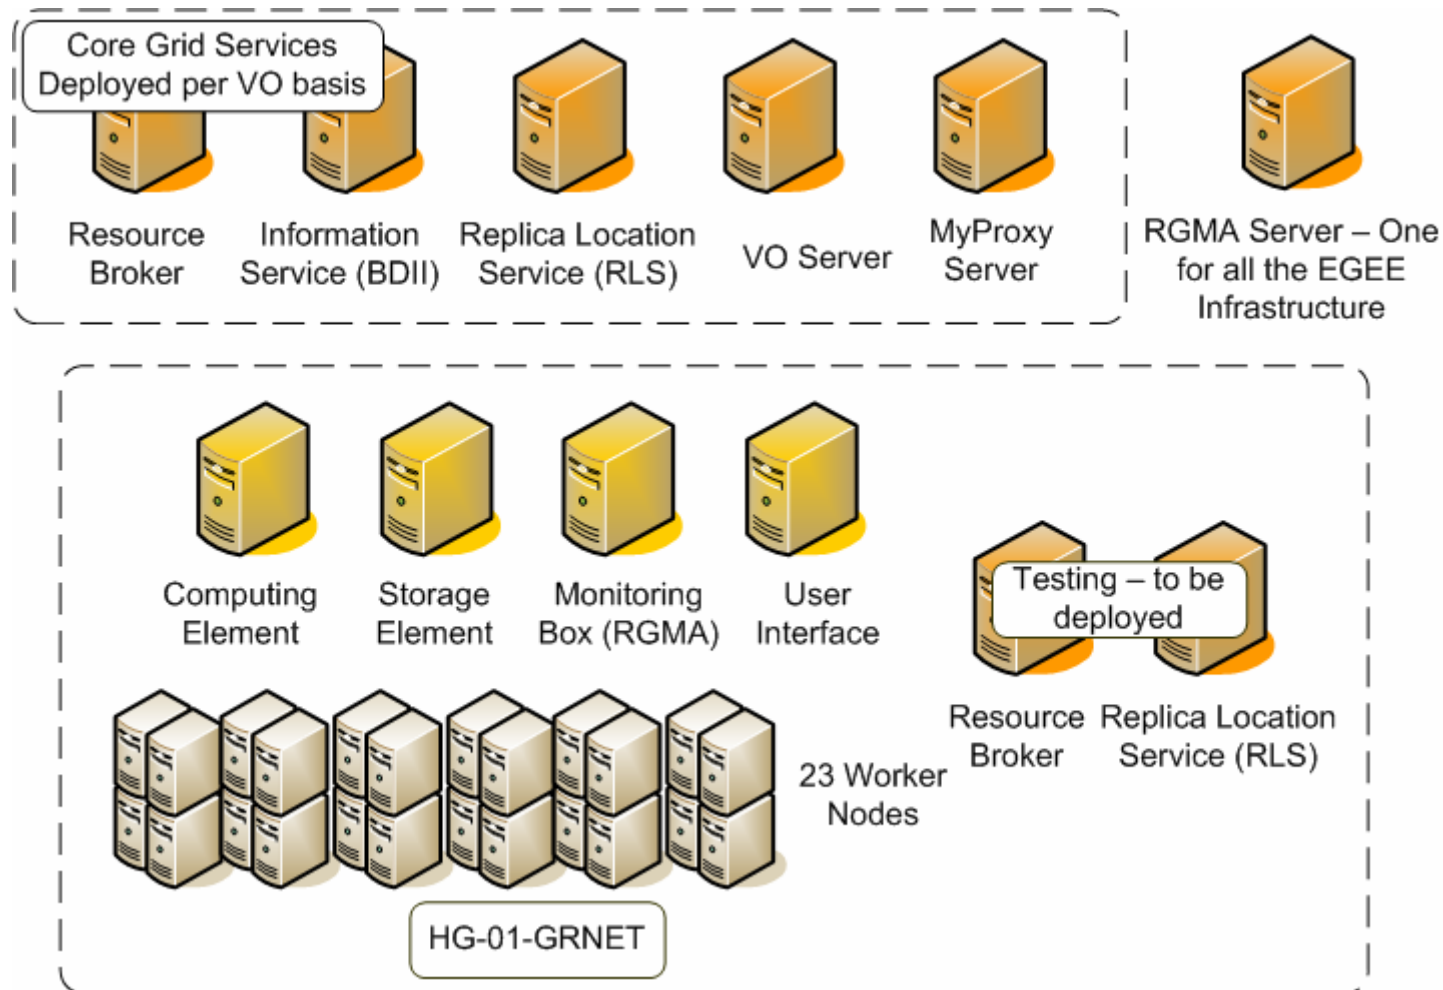 Core Grid Services
Deployed per VO basis
Resource
Broker
Information
Service (BDII)
Replica Location
Service (RLS)
VO Server
MyProxy
Server
RGMA Server – One
for all the EGEE
Infrastructure
Computing
Element
Storage
Element
Monitoring
Box (RGMA)
User
Interface
Testing – to be
deployed
Resource
Broker
Replica Location
Service (RLS)
23 Worker
Nodes
HG-01-GRNET